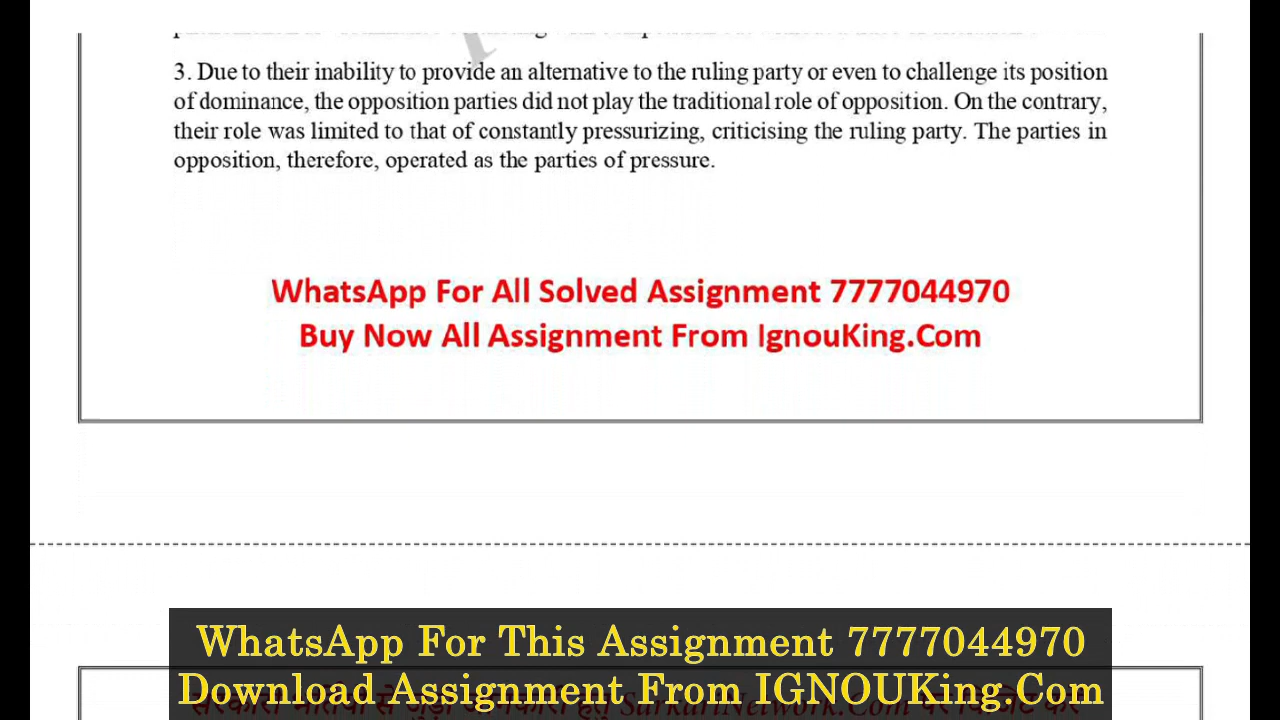 3. Due to their inability to provide an alternative to the ruling party or even to challenge its position
of dominance, the opposition parties did not play the traditional role of opposition. On the contrary,
their role was limited to that of constantly pressurizing, criticising the ruling party. The parties in
opposition, therefore, operated as the parties of pressure.
WhatsApp For All Solved Assignment 7777044970
Buy Now All Assignment From IgnouKing.Com
WhatsApp For This Assignment 7777044970
Download Assignment From IGNOUKing.Com